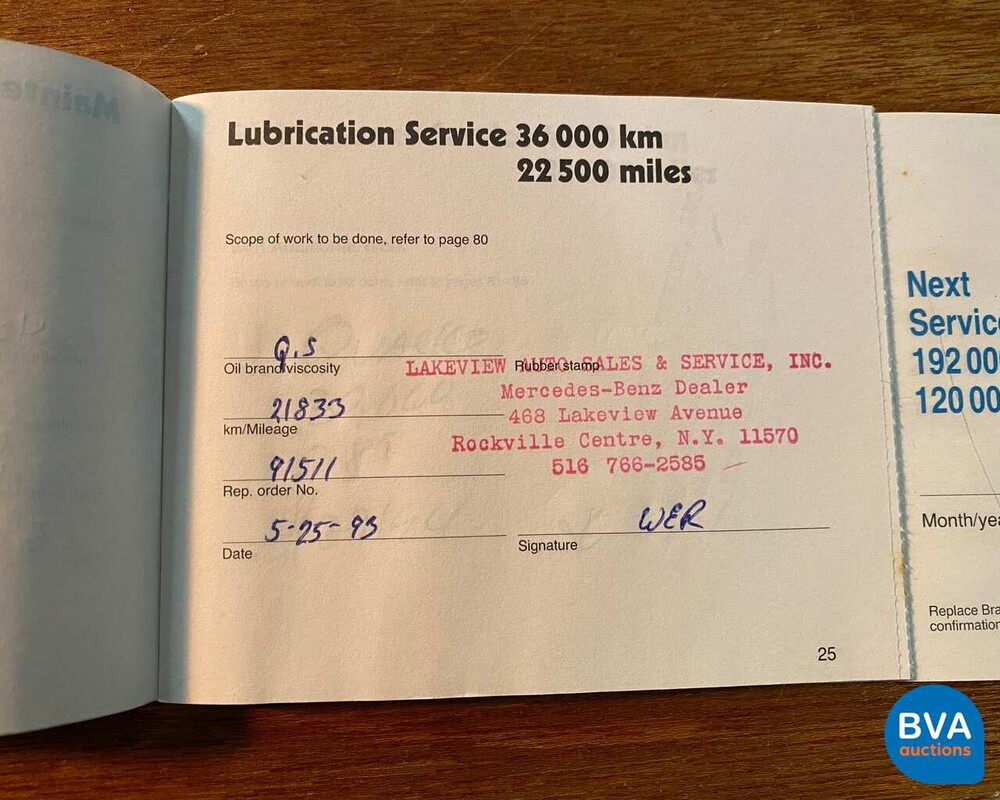 Lubrication Service 36 000 km
22 500 miles
Scope of work to be done, refer to page 80
Q.S
Oil brand/viscosity
Rubber stamp
LAKEVIEW AUTO SALES & SERVICE, INC.
Mercedes-Benz Dealer
468 Lakeview Avenue
Rockville Centre, N.Y. 11570
516 766-2585
21833
km/Mileage
91511
Rep. order No.
5-25-93
Date
WER
Signature
25
Next
Servic
192 00
120 00
Month/yea
Replace Bra
confirmation
BVA
auctions